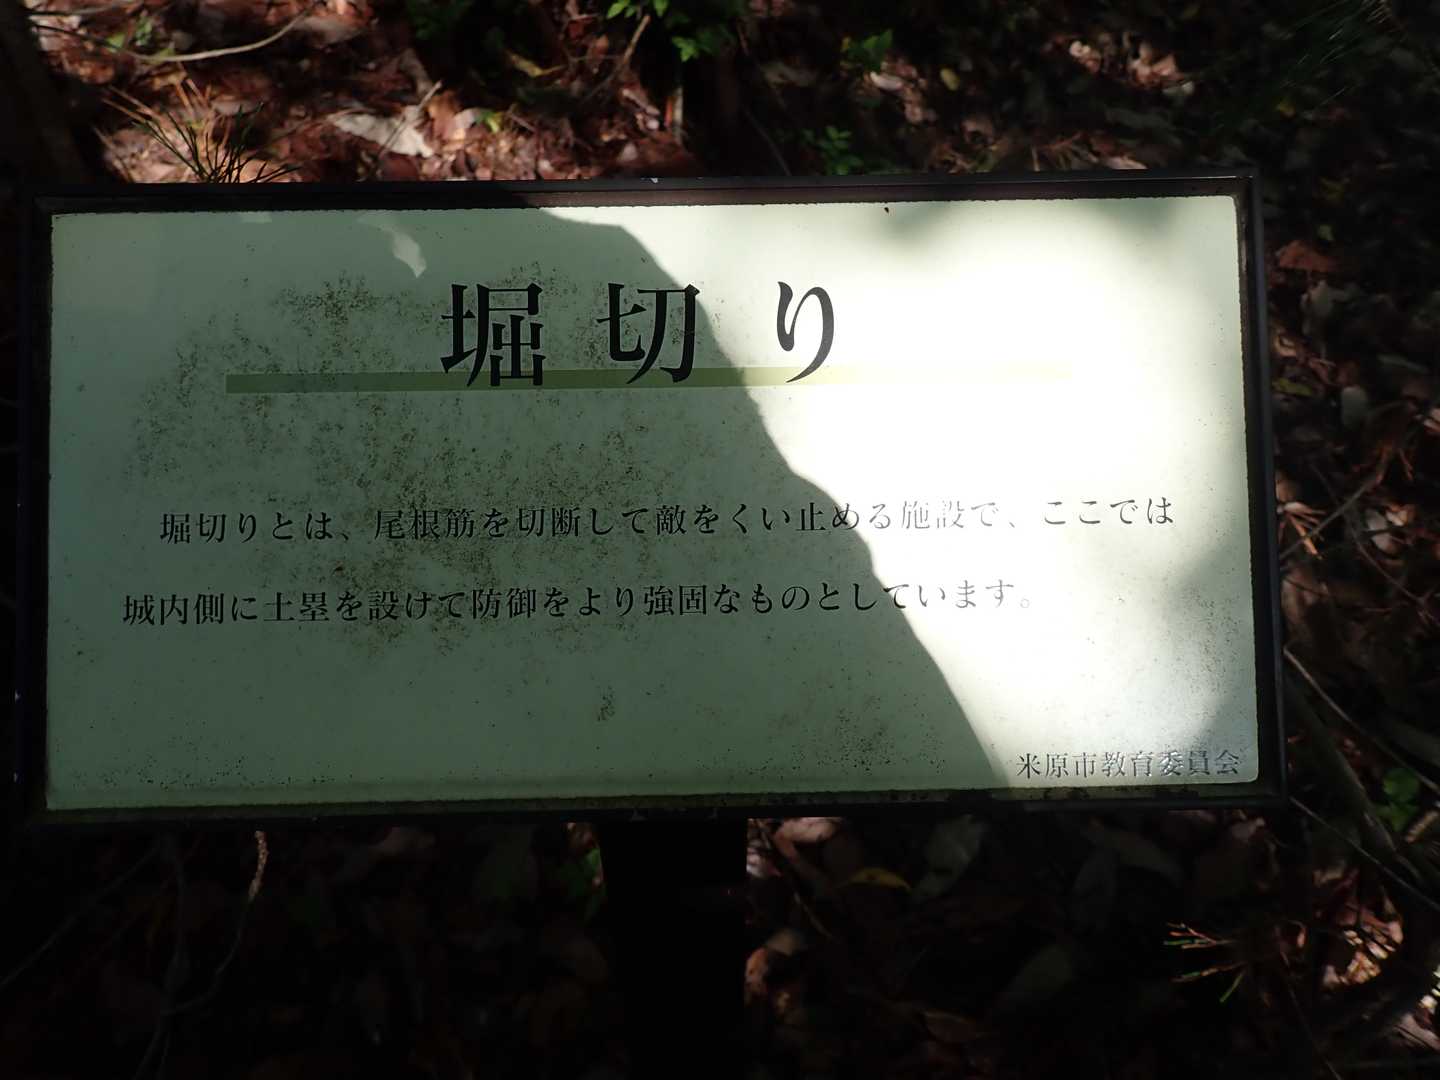 堀切り
堀切りとは、尾根筋を切断して敵をくい止める施設で、ここでは
城内側に土塁を設けて防御をより強固なものとしています。
米原市教育委員会